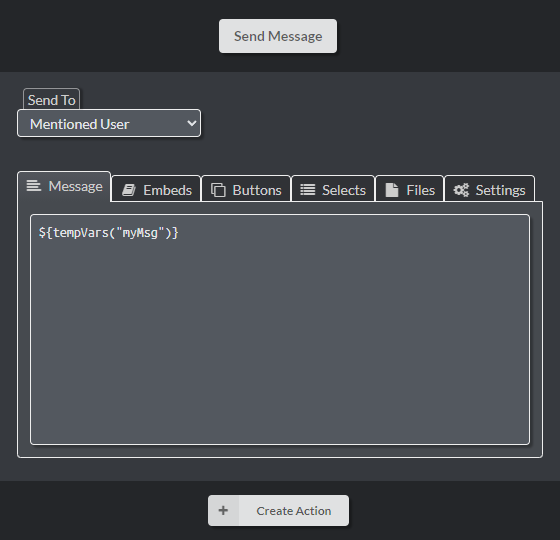 Send Message
Send To
Mentioned User
Message Embeds Buttons Selects Files Settings
${tempVars("myMsg")}
+ Create Action